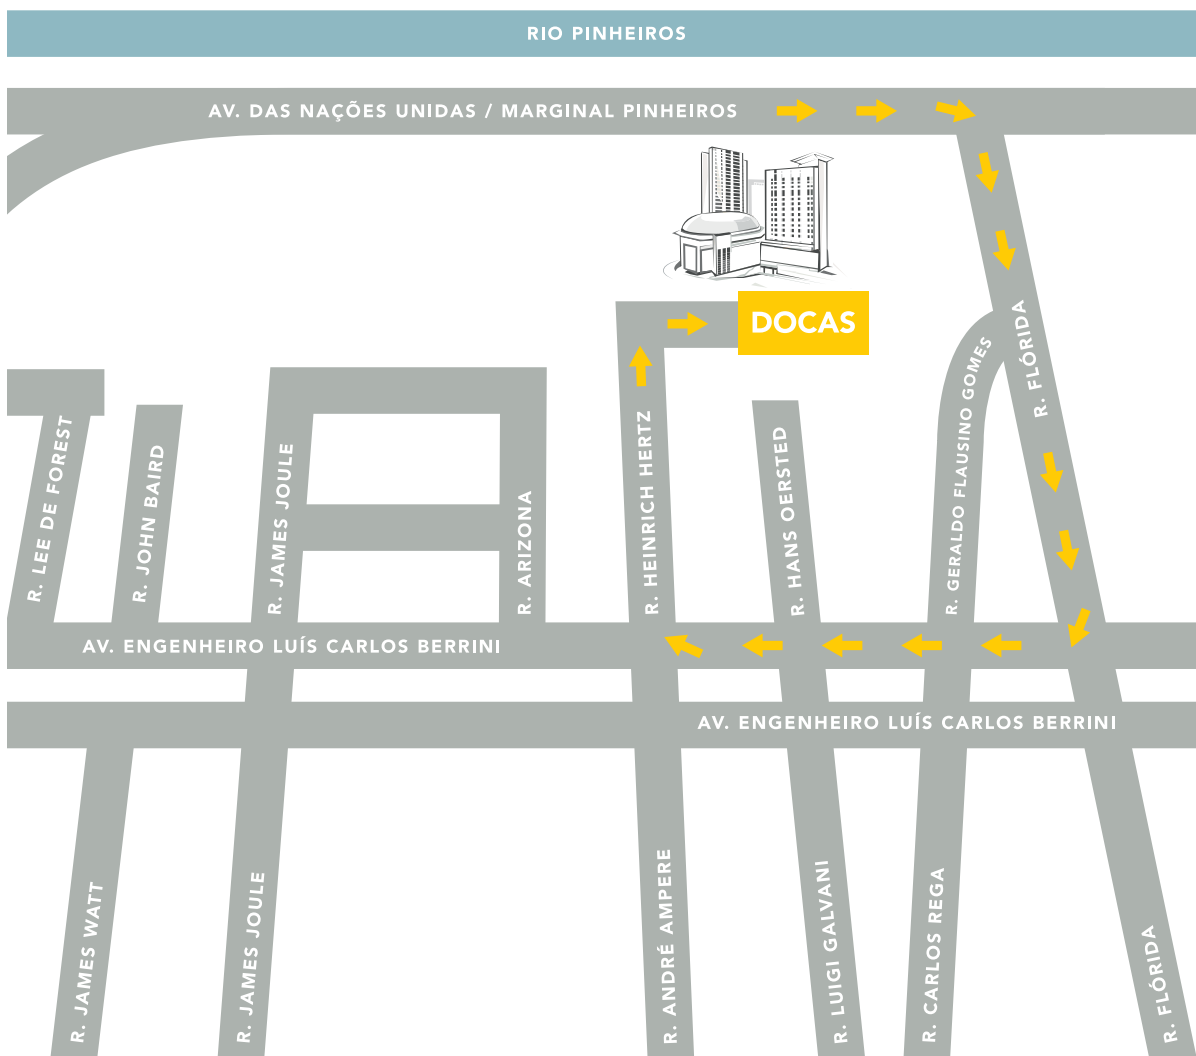 RIO PINHEIROS
AV. DAS NAÇÕES UNIDAS / MARGINAL PINHEIROS
DOCAS
R. FLÓRIDA
R. GERALDO FLAUSINO GOMES
R. LEE DE FOREST
R. JOHN BAIRD
R. JAMES JOULE
R. ARIZONA
R. HEINRICH HERTZ
R. HANS OERSTED
AV. ENGENHEIRO LUÍS CARLOS BERRINI
AV. ENGENHEIRO LUÍS CARLOS BERRINI
R. JAMES WATT
R. JAMES JOULE
R. ANDRÉ AMPERE
R. LUIGI GALVANI
R. CARLOS REGA
R. FLÓRIDA